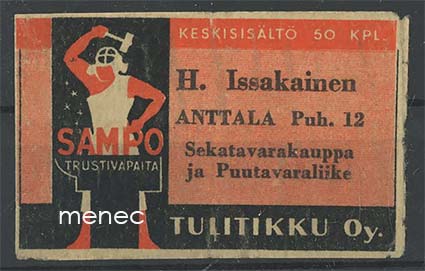 KESKISISÄLTÖ 50 KPL.
H. Issakainen
ANTTALA Puh. 12
Sekatavarakauppa
ja Puutavaraliike
TULITIKKU Oy.
SAMPO
TRUSTIVAPAITA
menec